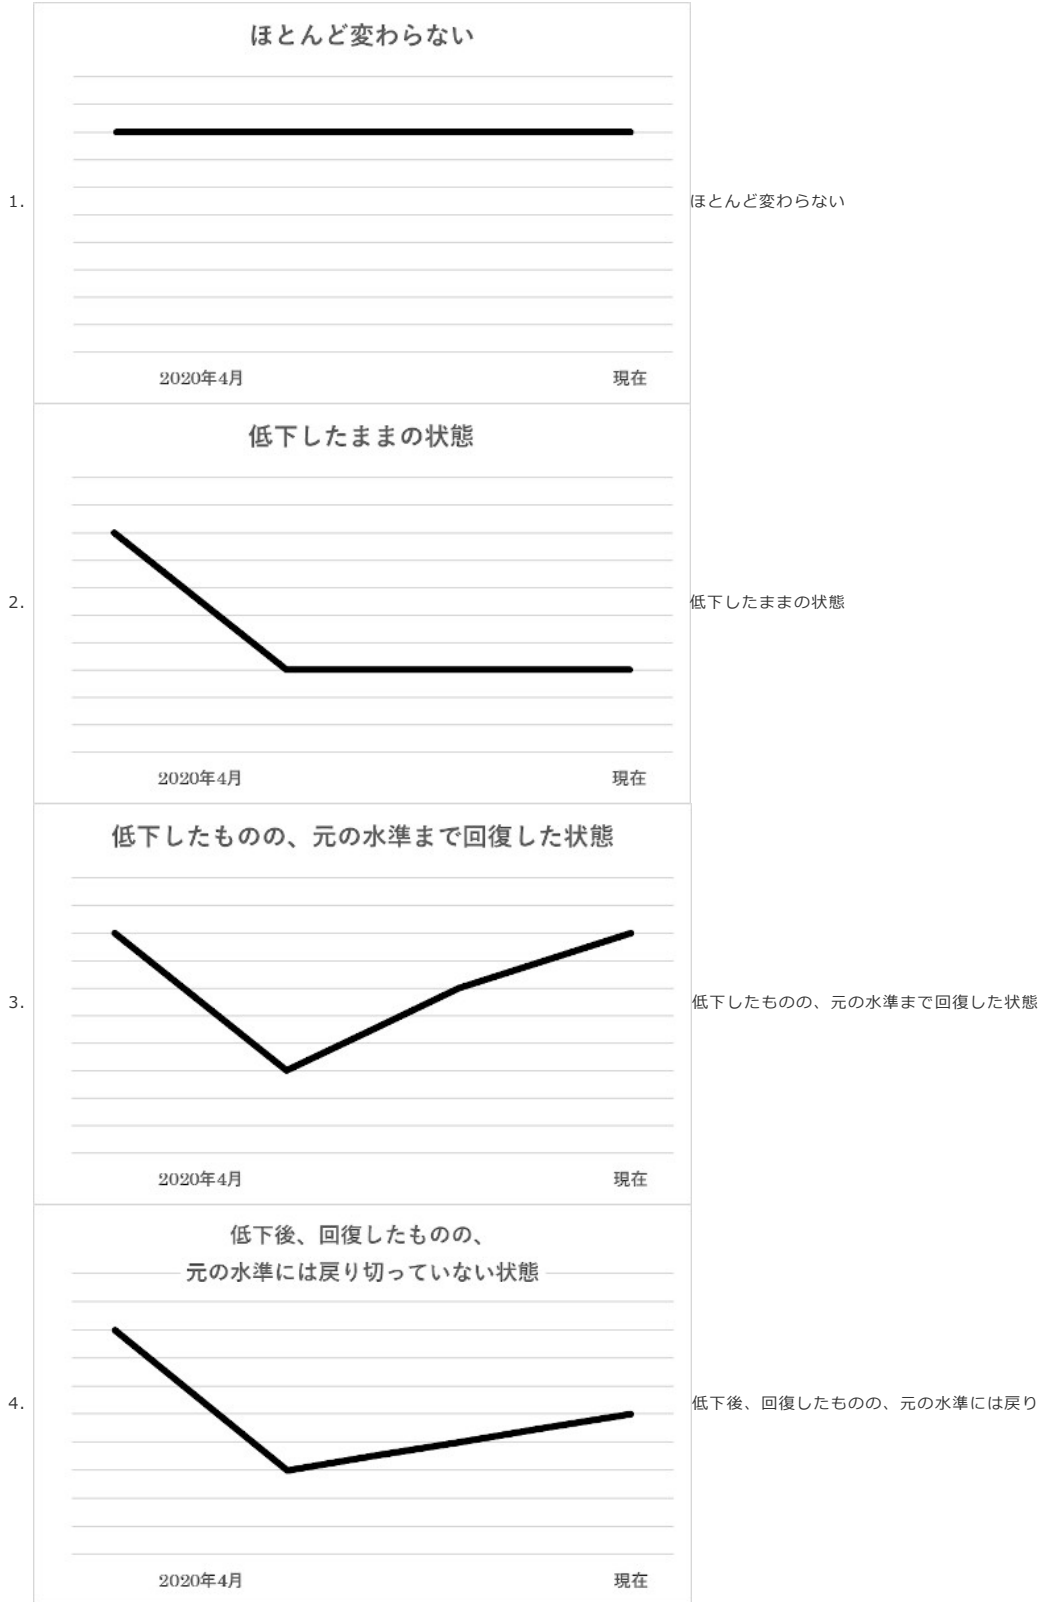 ほとんど変わらない
1.
ほとんど変わらない
2020年4月
現在
低下したままの状態
2.
低下したままの状態
2020年4月
現在
低下したものの、元の水準まで回復した状態
3.
低下したものの、元の水準まで回復した状態
2020年4月
現在
低下後、回復したものの、
元の水準には戻り切っていない状態
4.
低下後、回復したものの、元の水準には戻り
2020年4月
現在